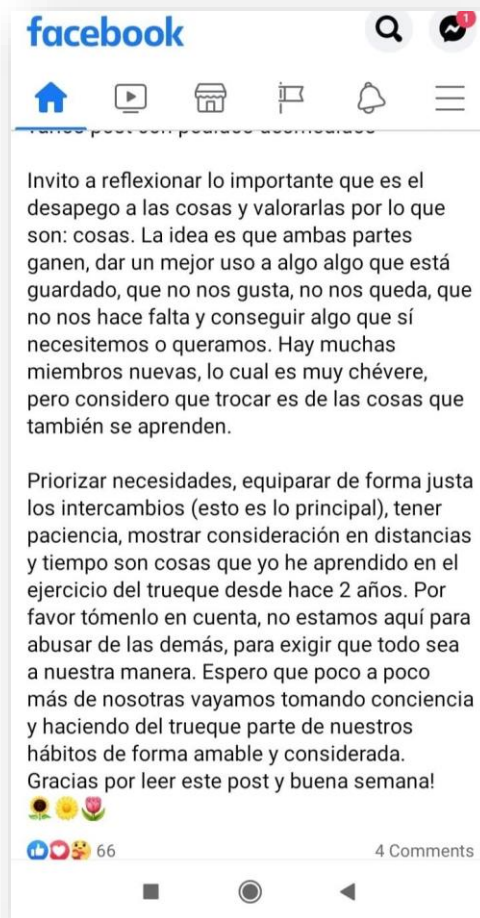 facebook
1
Invito a reflexionar lo importante que es el
desapego a las cosas y valorarlas por lo que
son: cosas. La idea es que ambas partes
ganen, dar un mejor uso a algo algo que está
guardado, que no nos gusta, no nos queda, que
no nos hace falta y conseguir algo que sí
necesitemos o queramos. Hay muchas
miembros nuevas, lo cual es muy chévere,
pero considero que trocar es de las cosas que
también se aprenden.
Priorizar necesidades, equiparar de forma justa
los intercambios (esto es lo principal), tener
paciencia, mostrar consideración en distancias
y tiempo son cosas que yo he aprendido en el
ejercicio del trueque desde hace 2 años. Por
favor tómenlo en cuenta, no estamos aquí para
abusar de las demás, para exigir que todo sea
a nuestra manera. Espero que poco a poco
más de nosotras vayamos tomando conciencia
y haciendo del trueque parte de nuestros
hábitos de forma amable y considerada.
Gracias por leer este post y buena semana!
66
4 Comments